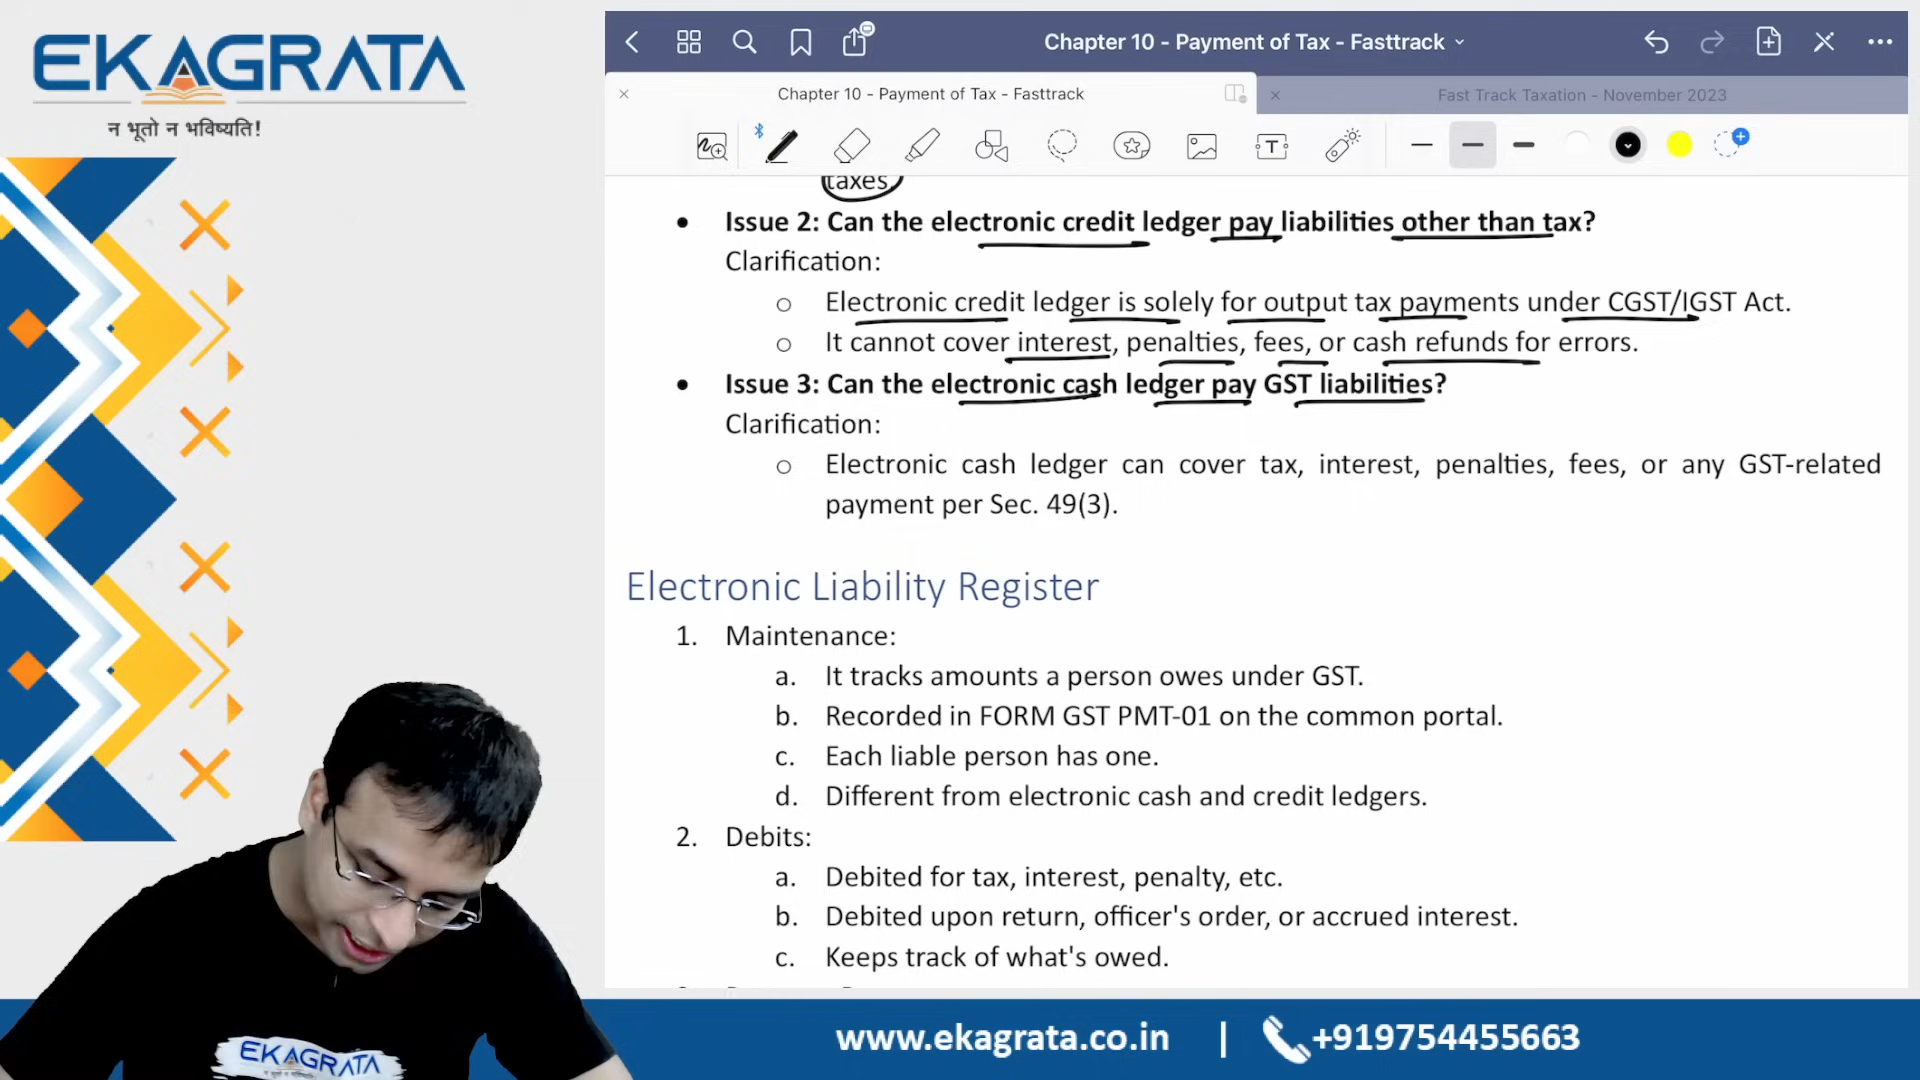 EKAGRATA
न भूतो न भविष्यति!
Chapter 10 - Payment of Tax - Fasttrack
Chapter 10 - Payment of Tax - Fasttrack
Fast Track Taxation - November 2023
taxes.
• Issue 2: Can the electronic credit ledger pay liabilities other than tax?
Clarification:
o Electronic credit ledger is solely for output tax payments under CGST/IGST Act.
o It cannot cover interest, penalties, fees, or cash refunds for errors.
• Issue 3: Can the electronic cash ledger pay GST liabilities?
Clarification:
o Electronic cash ledger can cover tax, interest, penalties, fees, or any GST-related
payment per Sec. 49(3).
Electronic Liability Register
1. Maintenance:
a. It tracks amounts a person owes under GST.
b. Recorded in FORM GST PMT-01 on the common portal.
c. Each liable person has one.
d. Different from electronic cash and credit ledgers.
2. Debits:
a. Debited for tax, interest, penalty, etc.
b. Debited upon return, officer's order, or accrued interest.
c. Keeps track of what's owed.
EKAGRATA
www.ekagrata.co.in | +919754455663